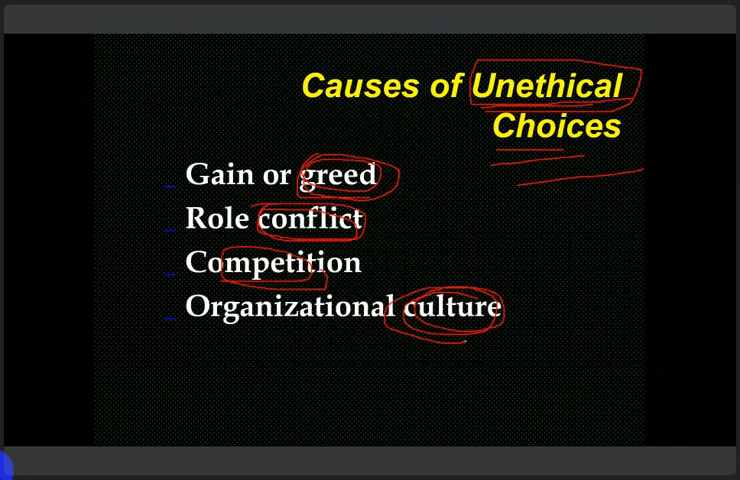 Causes of Unethical
Choices
Gain or greed
Role conflict
Competition
Organizational culture